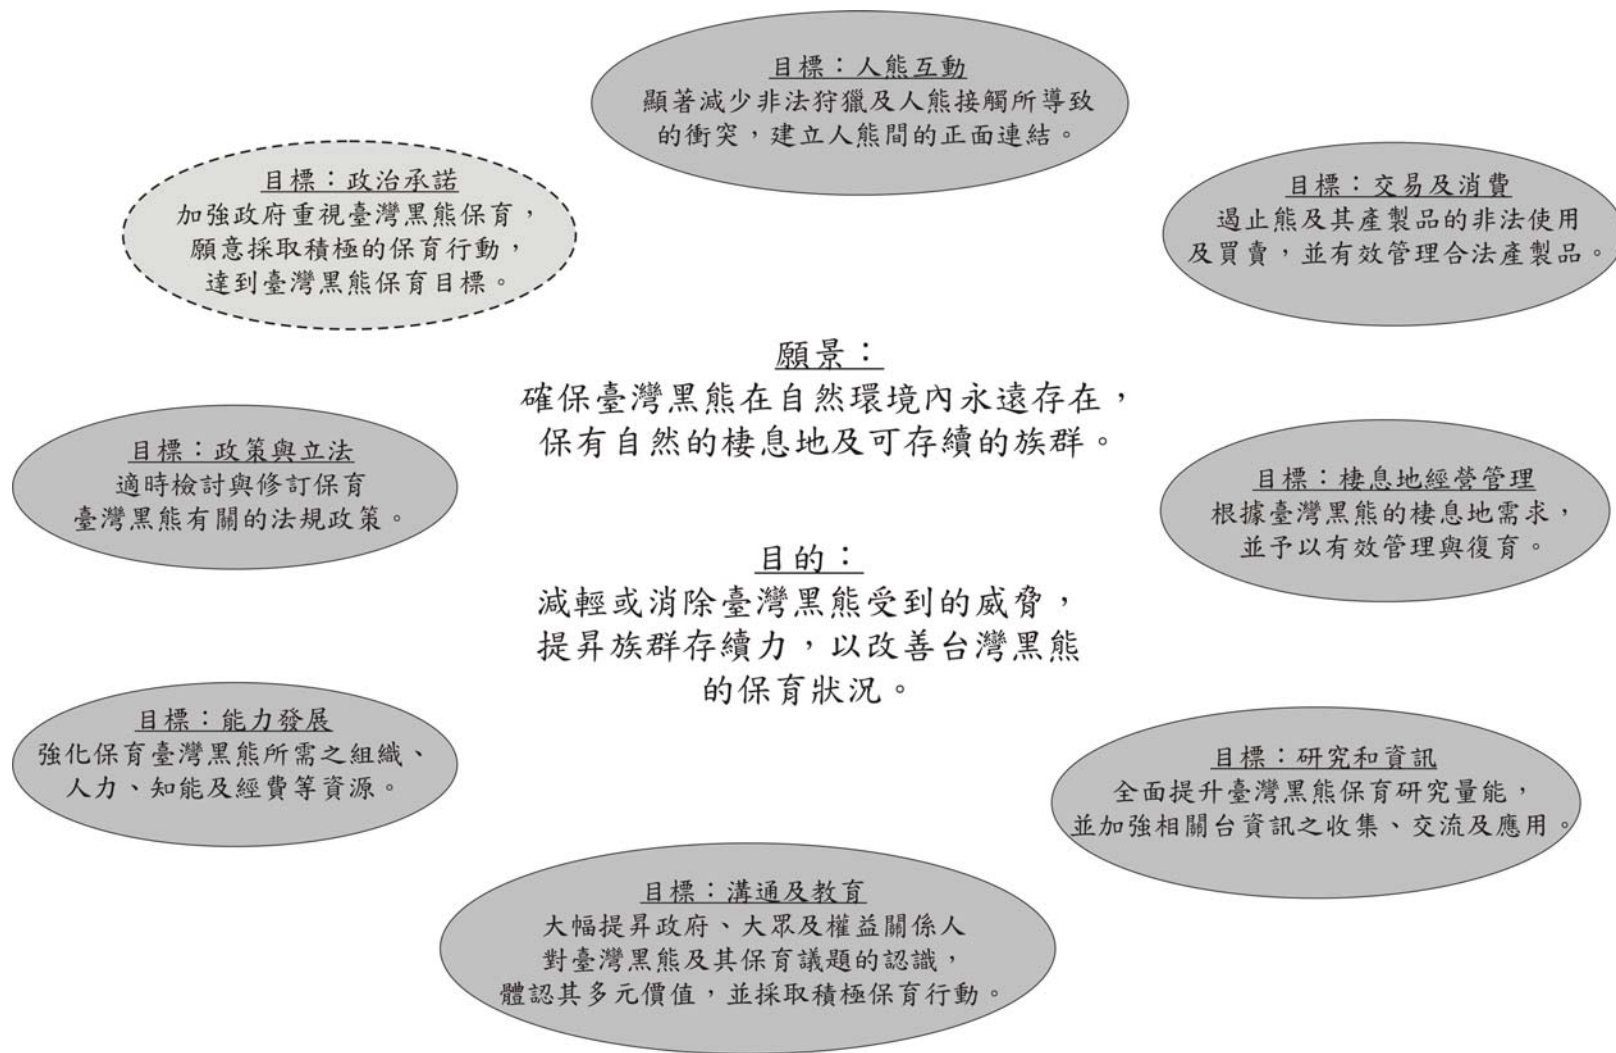 目標：人熊互動
顯著減少非法狩獵及人熊接觸所導致
的衝突，建立人熊間的正面連結。
目標：政治承諾
加強政府重視臺灣黑熊保育，
願意採取積極的保育行動，
達到臺灣黑熊保育目標。
目標：交易及消費
遏止熊及其產製品的非法使用
及買賣，並有效管理合法產製品。
願景：
確保臺灣黑熊在自然環境內永遠存在，
保有自然的棲息地及可存續的族群。
目標：政策與立法
適時檢討與修訂保育
臺灣黑熊有關的法規政策。
目標：棲息地經營管理
根據臺灣黑熊的棲息地需求，
並予以有效管理與復育。
目的：
減輕或消除臺灣黑熊受到的威脅，
提昇族群存續力，以改善台灣黑熊
的保育狀況。
目標：能力發展
強化保育臺灣黑熊所需之組織、
人力、知能及經費等資源。
目標：研究和資訊
全面提升臺灣黑熊保育研究量能，
並加強相關台資訊之收集、交流及應用。
目標：溝通及教育
大幅提昇政府、大眾及權益關係人
對臺灣黑熊及其保育議題的認識，
體認其多元價值，並採取積極保育行動。